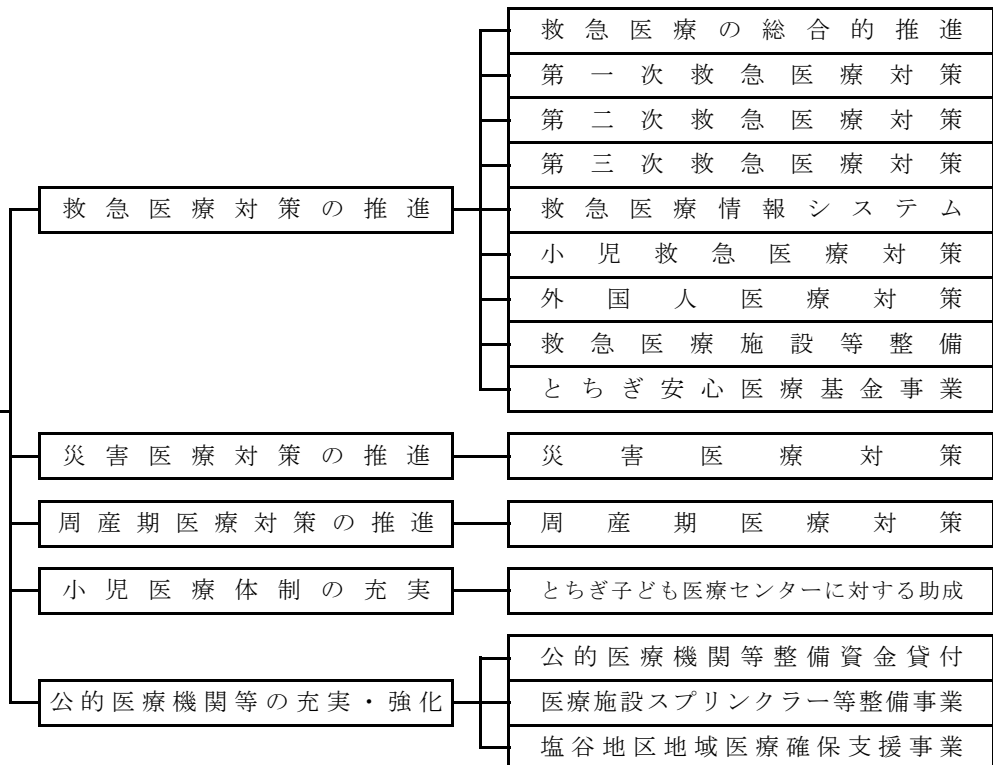 救急医療対策の推進
救急医療の総合的推進
第一次救急医療対策
第二次救急医療対策
第三次救急医療対策
救急医療情報システム
小児救急医療対策
外国人医療対策
救急医療施設等整備
とちぎ安心医療基金事業
災害医療対策の推進
災害医療対策
周産期医療対策の推進
周産期医療対策
小児医療体制の充実
とちぎ子ども医療センターに対する助成
公的医療機関等の充実・強化
公的医療機関等整備資金貸付
医療施設スプリンクラー等整備事業
塩谷地区地域医療確保支援事業